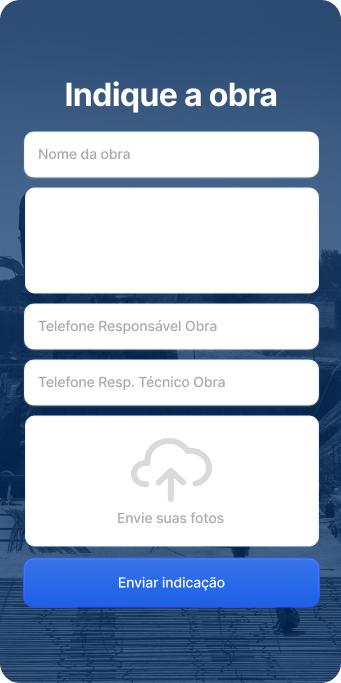 Indique a obra
Nome da obra
Telefone Responsável Obra
Telefone Resp. Técnico Obra
Envie suas fotos
Enviar indicação